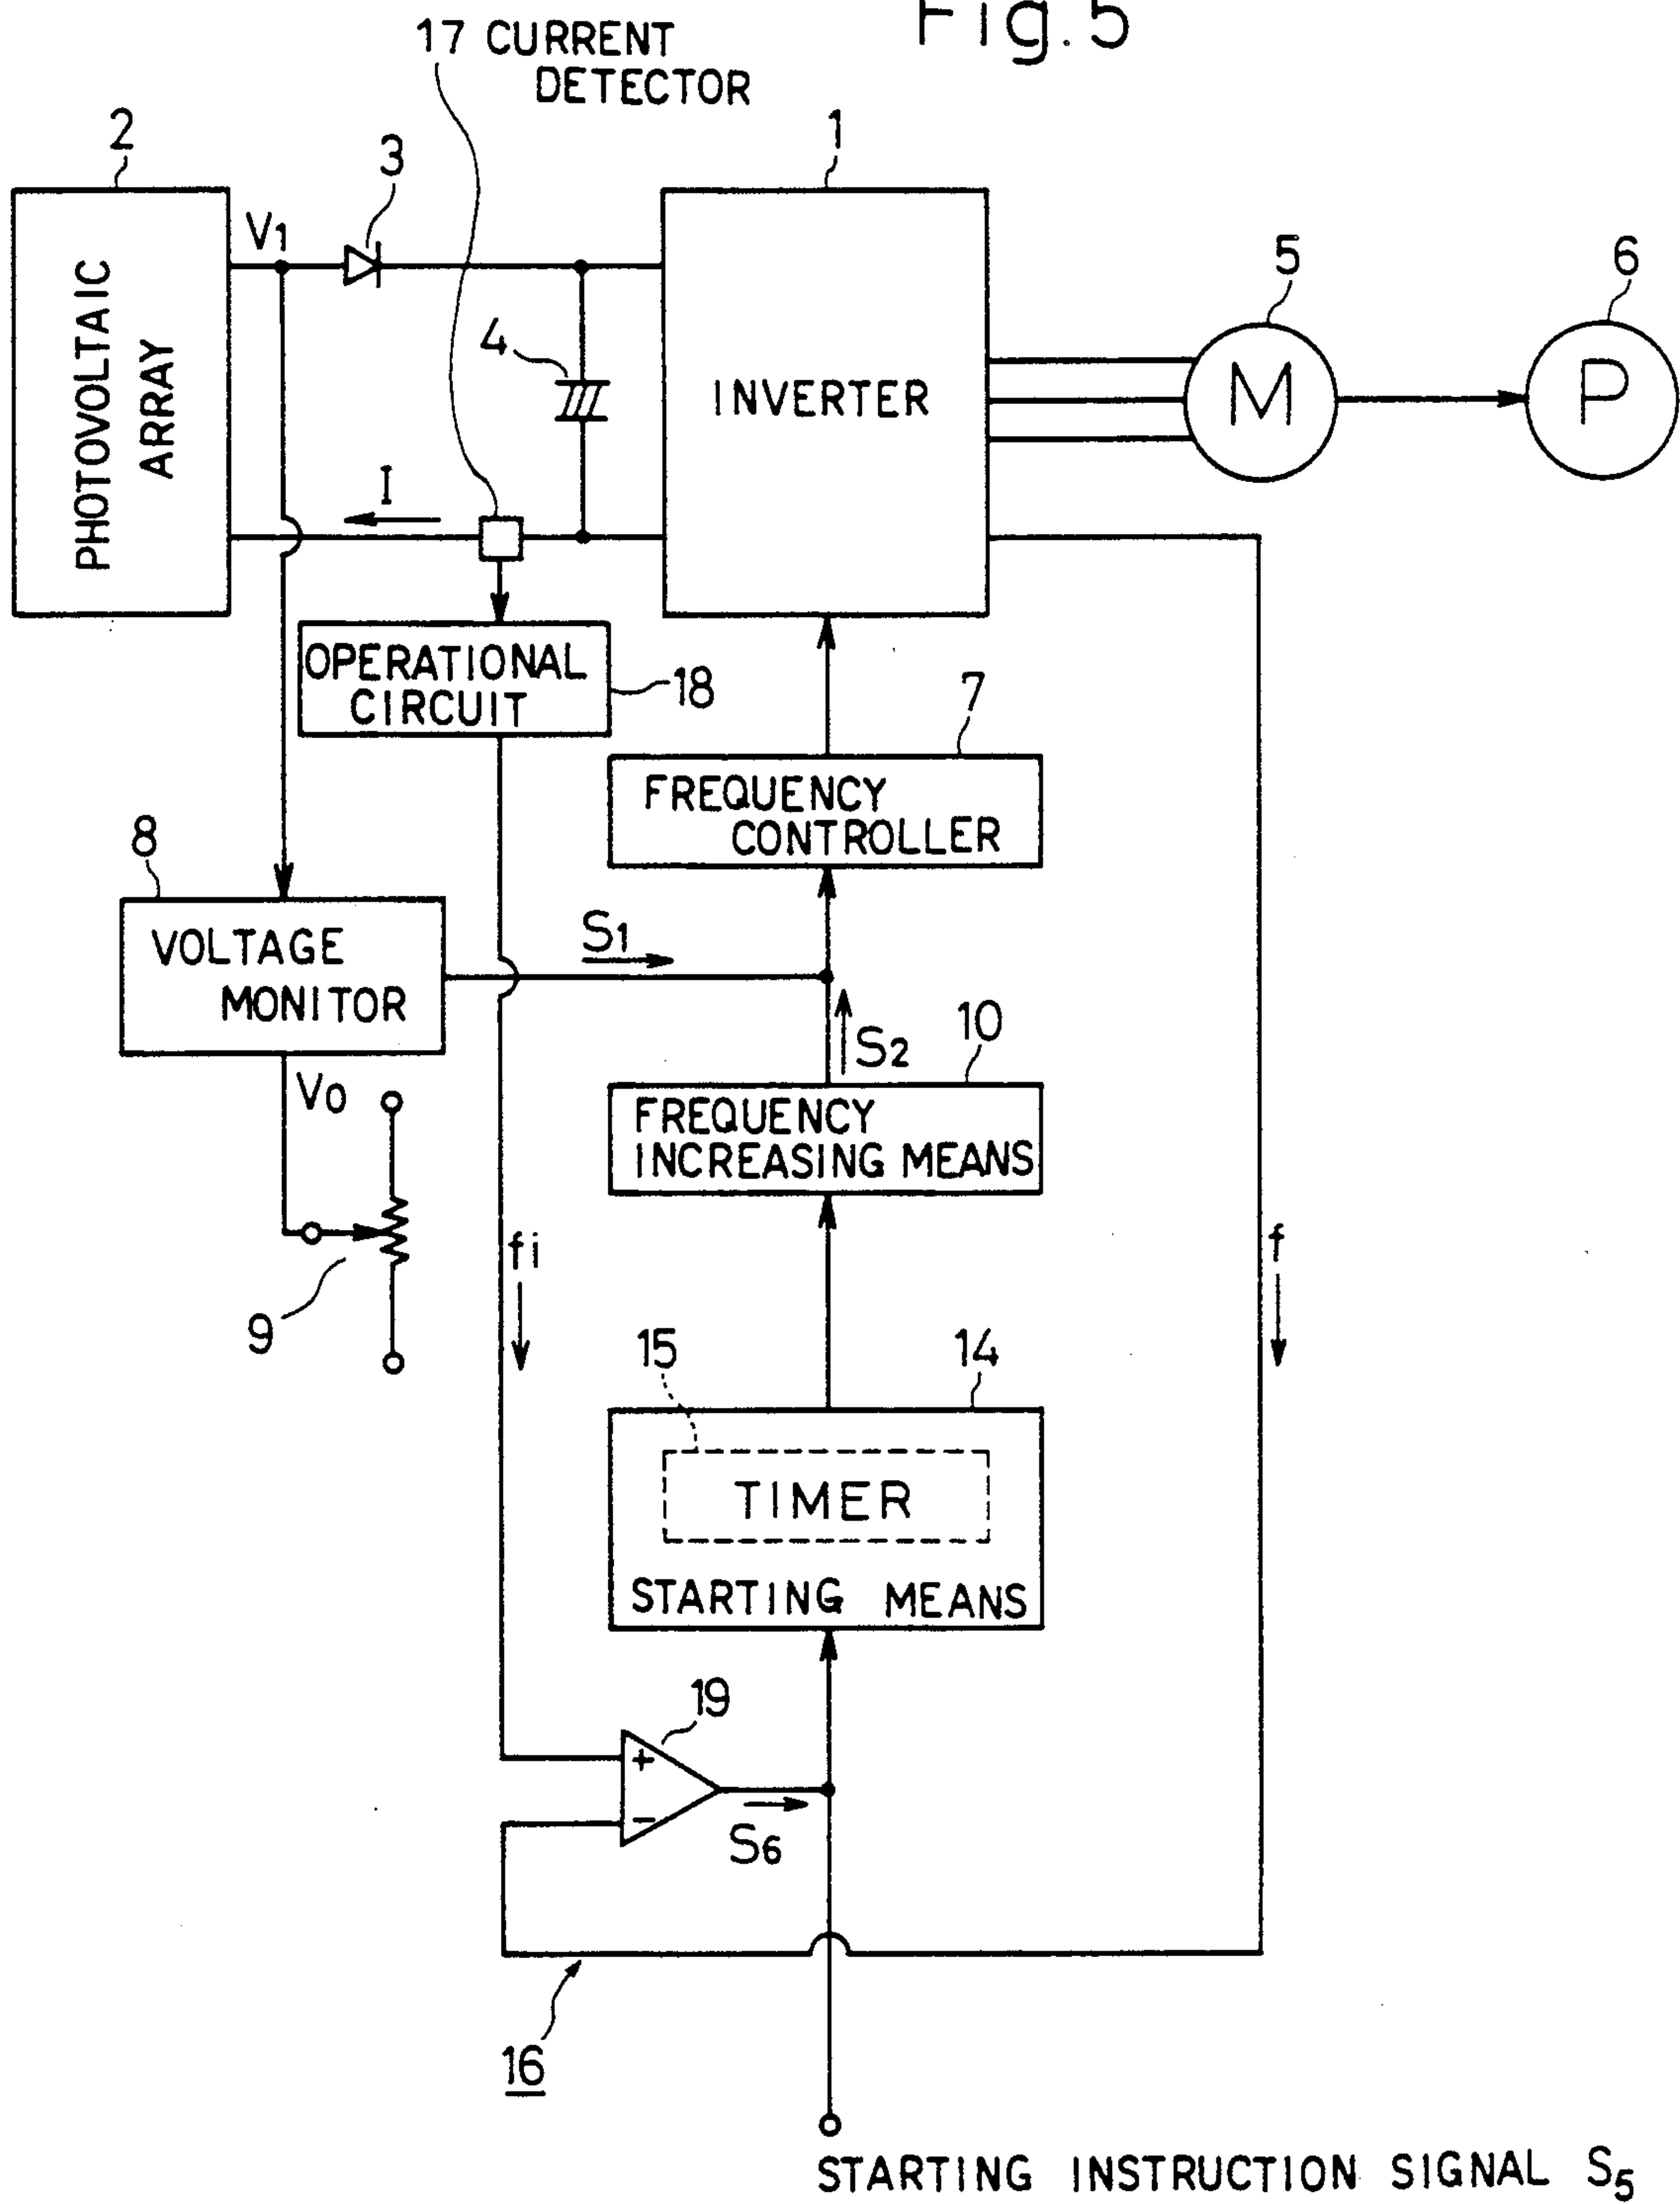 Fig.5
17 CURRENT
DETECTOR
2
3
1
V1
5
6
PHOTOVOLTAIC
ARRAY
4
INVERTER
M
P
I
OPERATIONAL
CIRCUIT
18
7
FREQUENCY
CONTROLLER
8
VOLTAGE
MONITOR
S1
10
S2
V0
FREQUENCY
INCREASING MEANS
fi
f
9
15
14
TIMER
STARTING MEANS
19
+
−
S6
16
STARTING INSTRUCTION SIGNAL S5